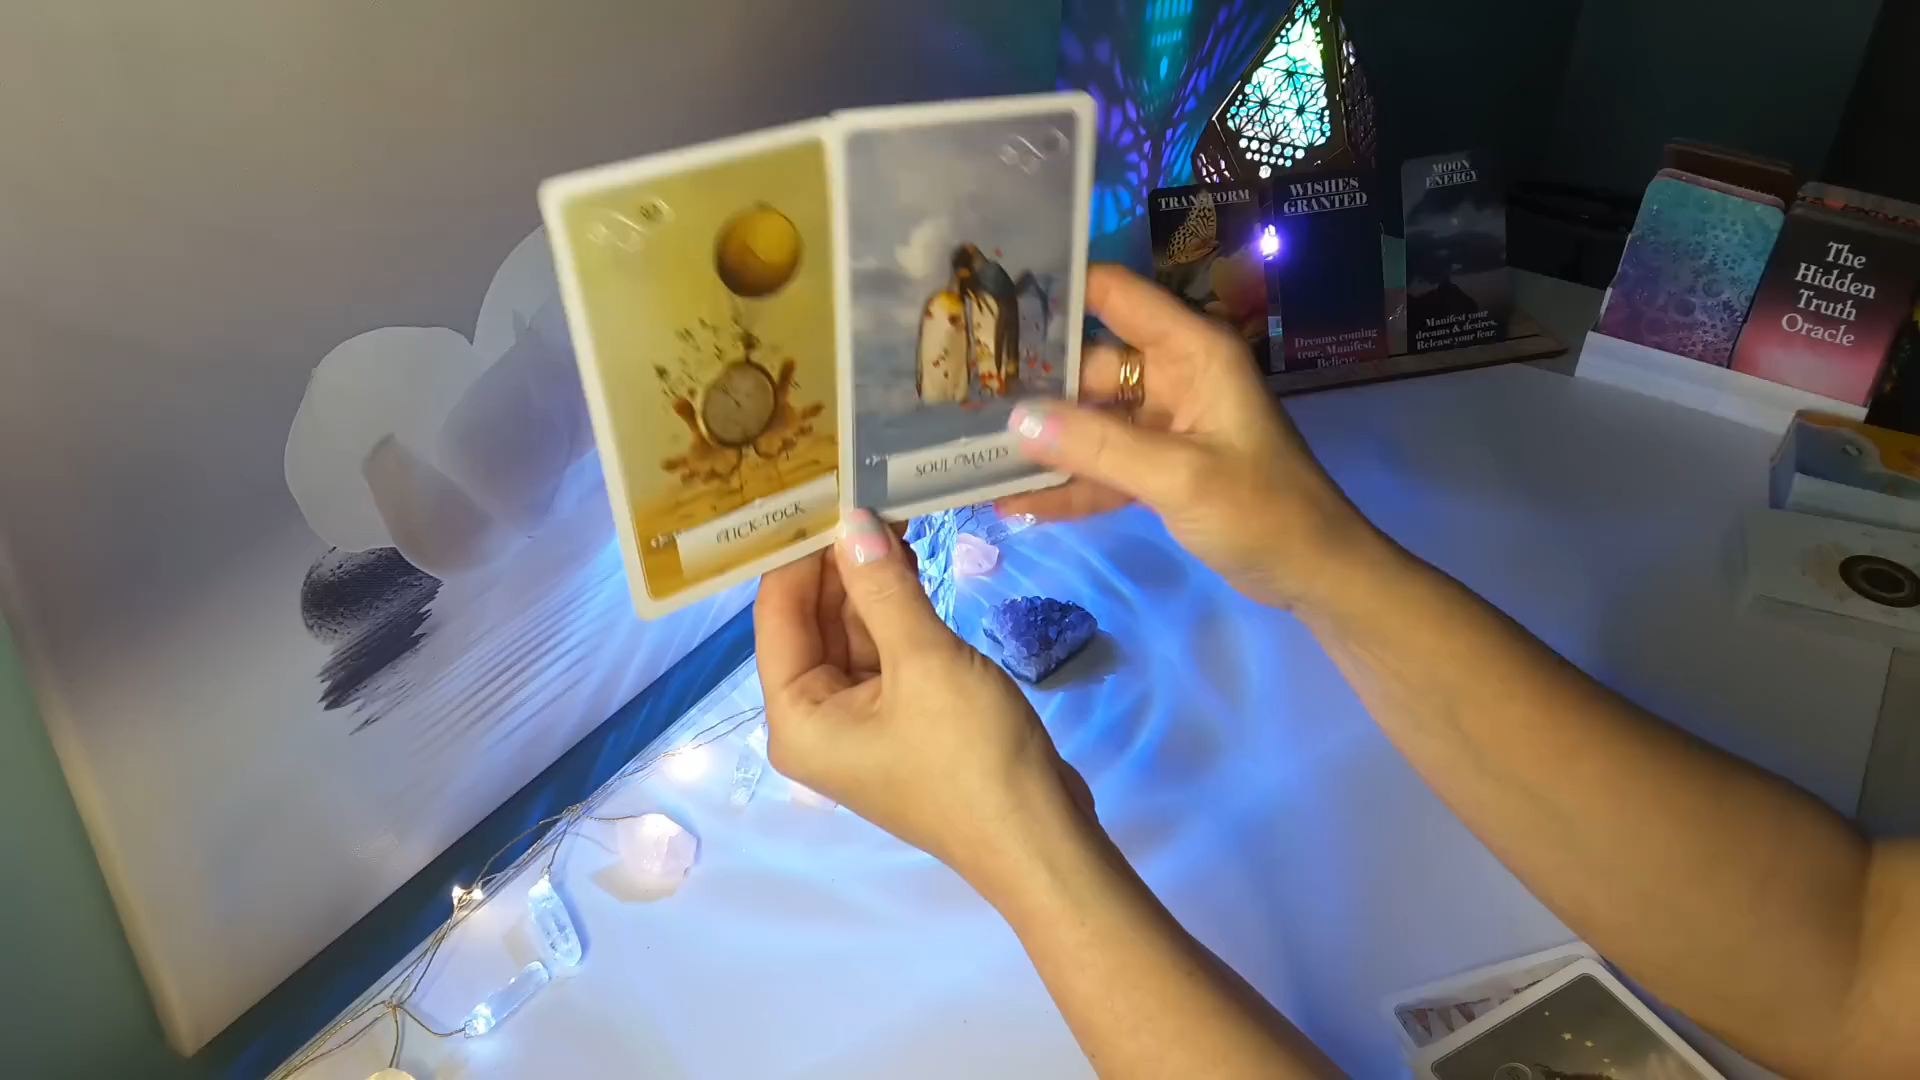 TICK-TOCK
SOUL MATES
TRANSFORM
WISHES
GRANTED
Dreams coming
true. Manifest.
Believe.
MOON
ENERGY
Manifest your
dreams & desires.
Release your fear.
The
Hidden
Truth
Oracle